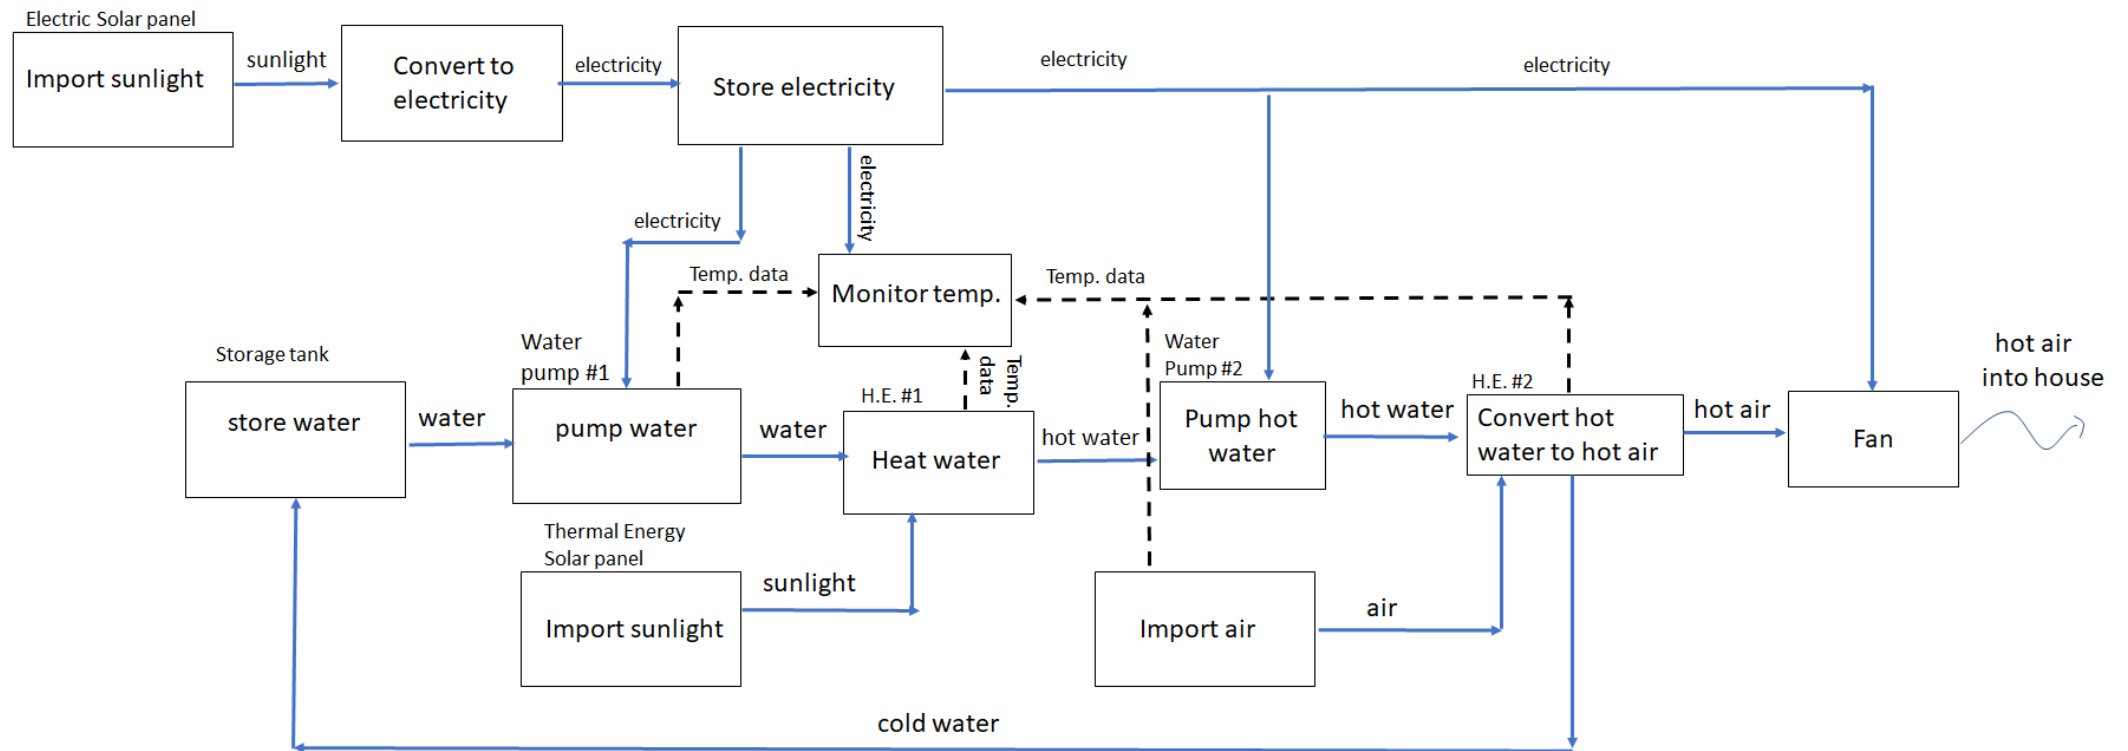 Electric Solar panel
Import sunlight
sunlight
Convert to
electricity
electricity
Store electricity
electricity
electricity
electricity
electricity
Temp. data
Monitor temp.
Temp. data
Storage tank
store water
water
Water
pump #1
pump water
water
H.E. #1
Temp.
data
Heat water
hot water
Water
Pump #2
Pump hot
water
hot water
H.E. #2
Convert hot
water to hot air
hot air
Fan
hot air
into house
Thermal Energy
Solar panel
Import sunlight
sunlight
Import air
air
cold water